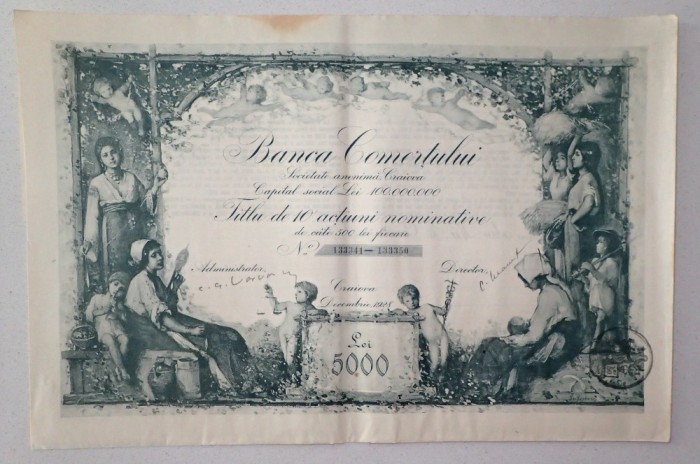 Banca Comerțului
Societate anonimă, Craiova
Capital social Lei 100.000.000
Titlu de 10 acțiuni nominative
de câte 500 lei fiecare
No 133341—133350
Administrator, Director,
Craiova
Decembrie,
Lei
5000